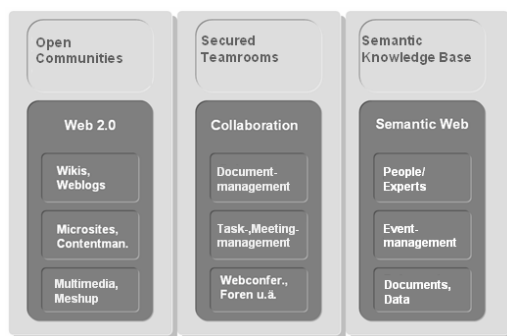 Open
Communities
Web 2.0
Wikis,
Weblogs
Microsites,
Contentman.
Multimedia,
Meshup
Secured
Teamrooms
Collaboration
Document-
management
Task-,Meeting-
management
Webconfer.,
Foren u.ä.
Semantic
Knowledge Base
Semantic Web
People/
Experts
Event-
management
Documents,
Data